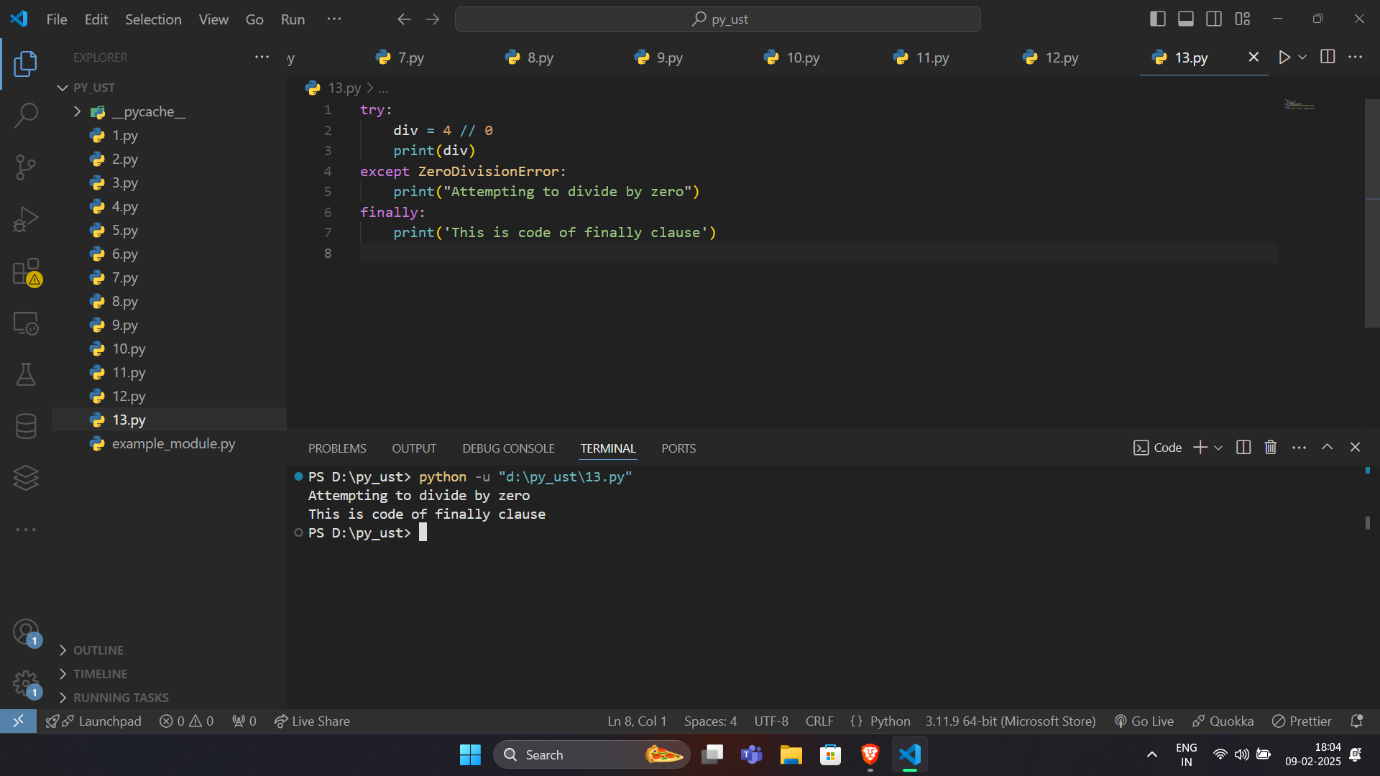 File Edit Selection View Go Run ···
py_ust
EXPLORER ···
PY_UST
__pycache__
1.py
2.py
3.py
4.py
5.py
6.py
7.py
8.py
9.py
10.py
11.py
12.py
13.py
example_module.py
OUTLINE
TIMELINE
RUNNING TASKS
y 7.py 8.py 9.py 10.py 11.py 12.py 13.py
13.py > ...
1 try:
2     div = 4 // 0
3     print(div)
4 except ZeroDivisionError:
5     print("Attempting to divide by zero")
6 finally:
7     print('This is code of finally clause')
8
PROBLEMS OUTPUT DEBUG CONSOLE TERMINAL PORTS Code
PS D:\py_ust> python -u "d:\py_ust\13.py"
Attempting to divide by zero
This is code of finally clause
PS D:\py_ust>
1
1
Launchpad 0 0 0 Live Share Ln 8, Col 1 Spaces: 4 UTF-8 CRLF {} Python 3.11.9 64-bit (Microsoft Store) Go Live Quokka Prettier
Search ENG 18:04
IN 09-02-2025